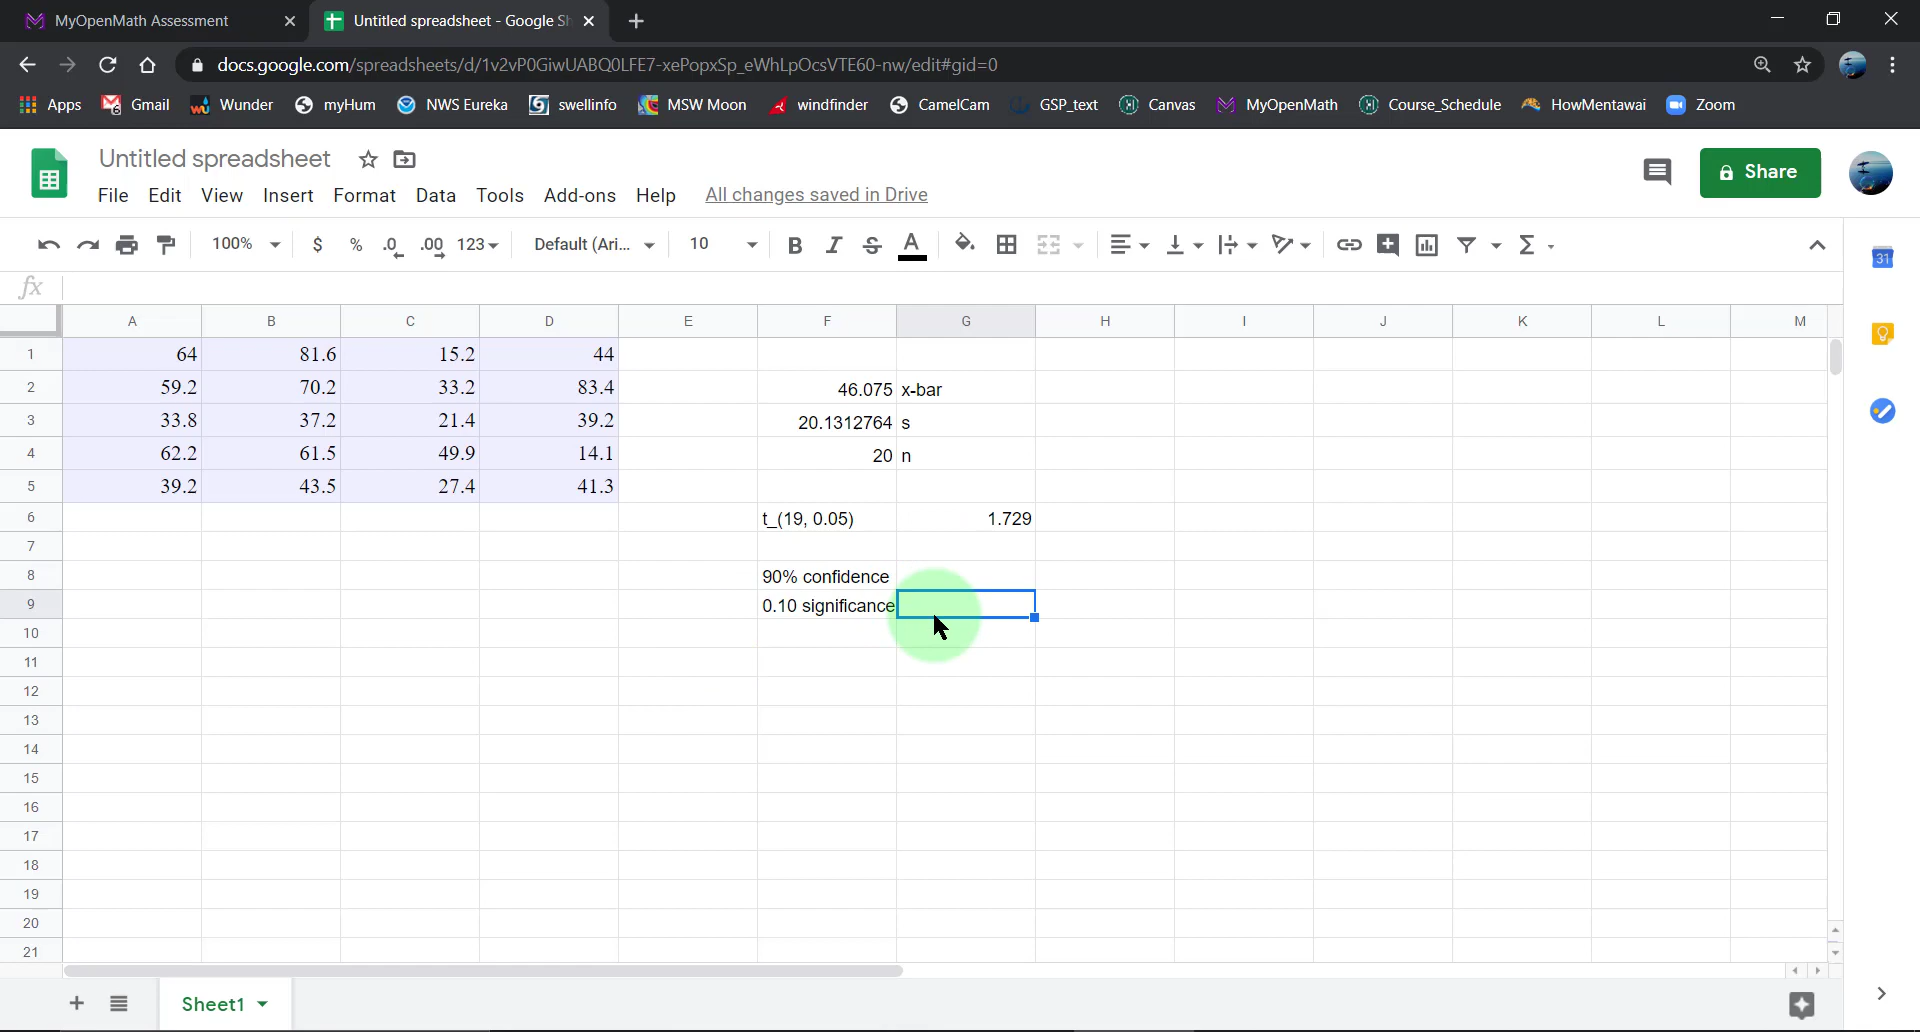 MyOpenMath Assessment
Untitled spreadsheet - Google Sh
docs.google.com/spreadsheets/d/1v2vP0GiwUABQ0LFE7-xePopxSp_eWhLpOcsVTE60-nw/edit#gid=0
Apps Gmail Wunder myHum NWS Eureka swellinfo MSW Moon windfinder CamelCam GSP_text Canvas MyOpenMath Course_Schedule HowMentawai Zoom
Untitled spreadsheet
Share
File Edit View Insert Format Data Tools Add-ons Help All changes saved in Drive
100% $ % .0 .00 123 Default (Ari... 10 B I S A Σ
31
fx
A B C D E F G H I J K L M
1 64 81.6 15.2 44
2 59.2 70.2 33.2 83.4 46.075 x-bar
3 33.8 37.2 21.4 39.2 20.1312764 s
4 62.2 61.5 49.9 14.1 20 n
5 39.2 43.5 27.4 41.3
6 t_(19, 0.05) 1.729
7
8 90% confidence
9 0.10 significance
10
11
12
13
14
15
16
17
18
19
20
21
Sheet1